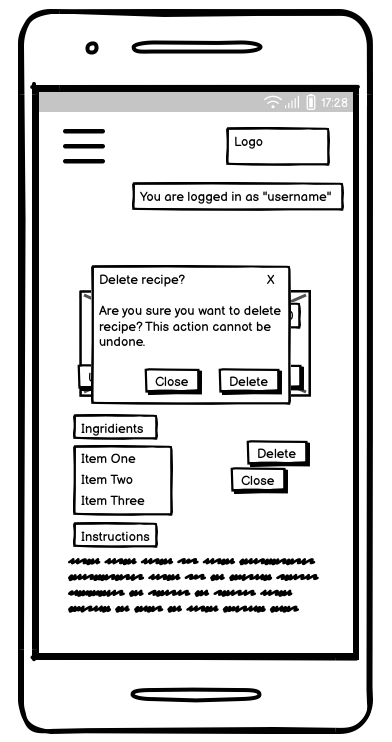 17:28
Logo
You are logged in as "username"
Delete recipe? X
Are you sure you want to delete
recipe? This action cannot be
undone.
Close Delete
Ingridients
Item One
Item Two
Item Three
Delete
Close
Instructions